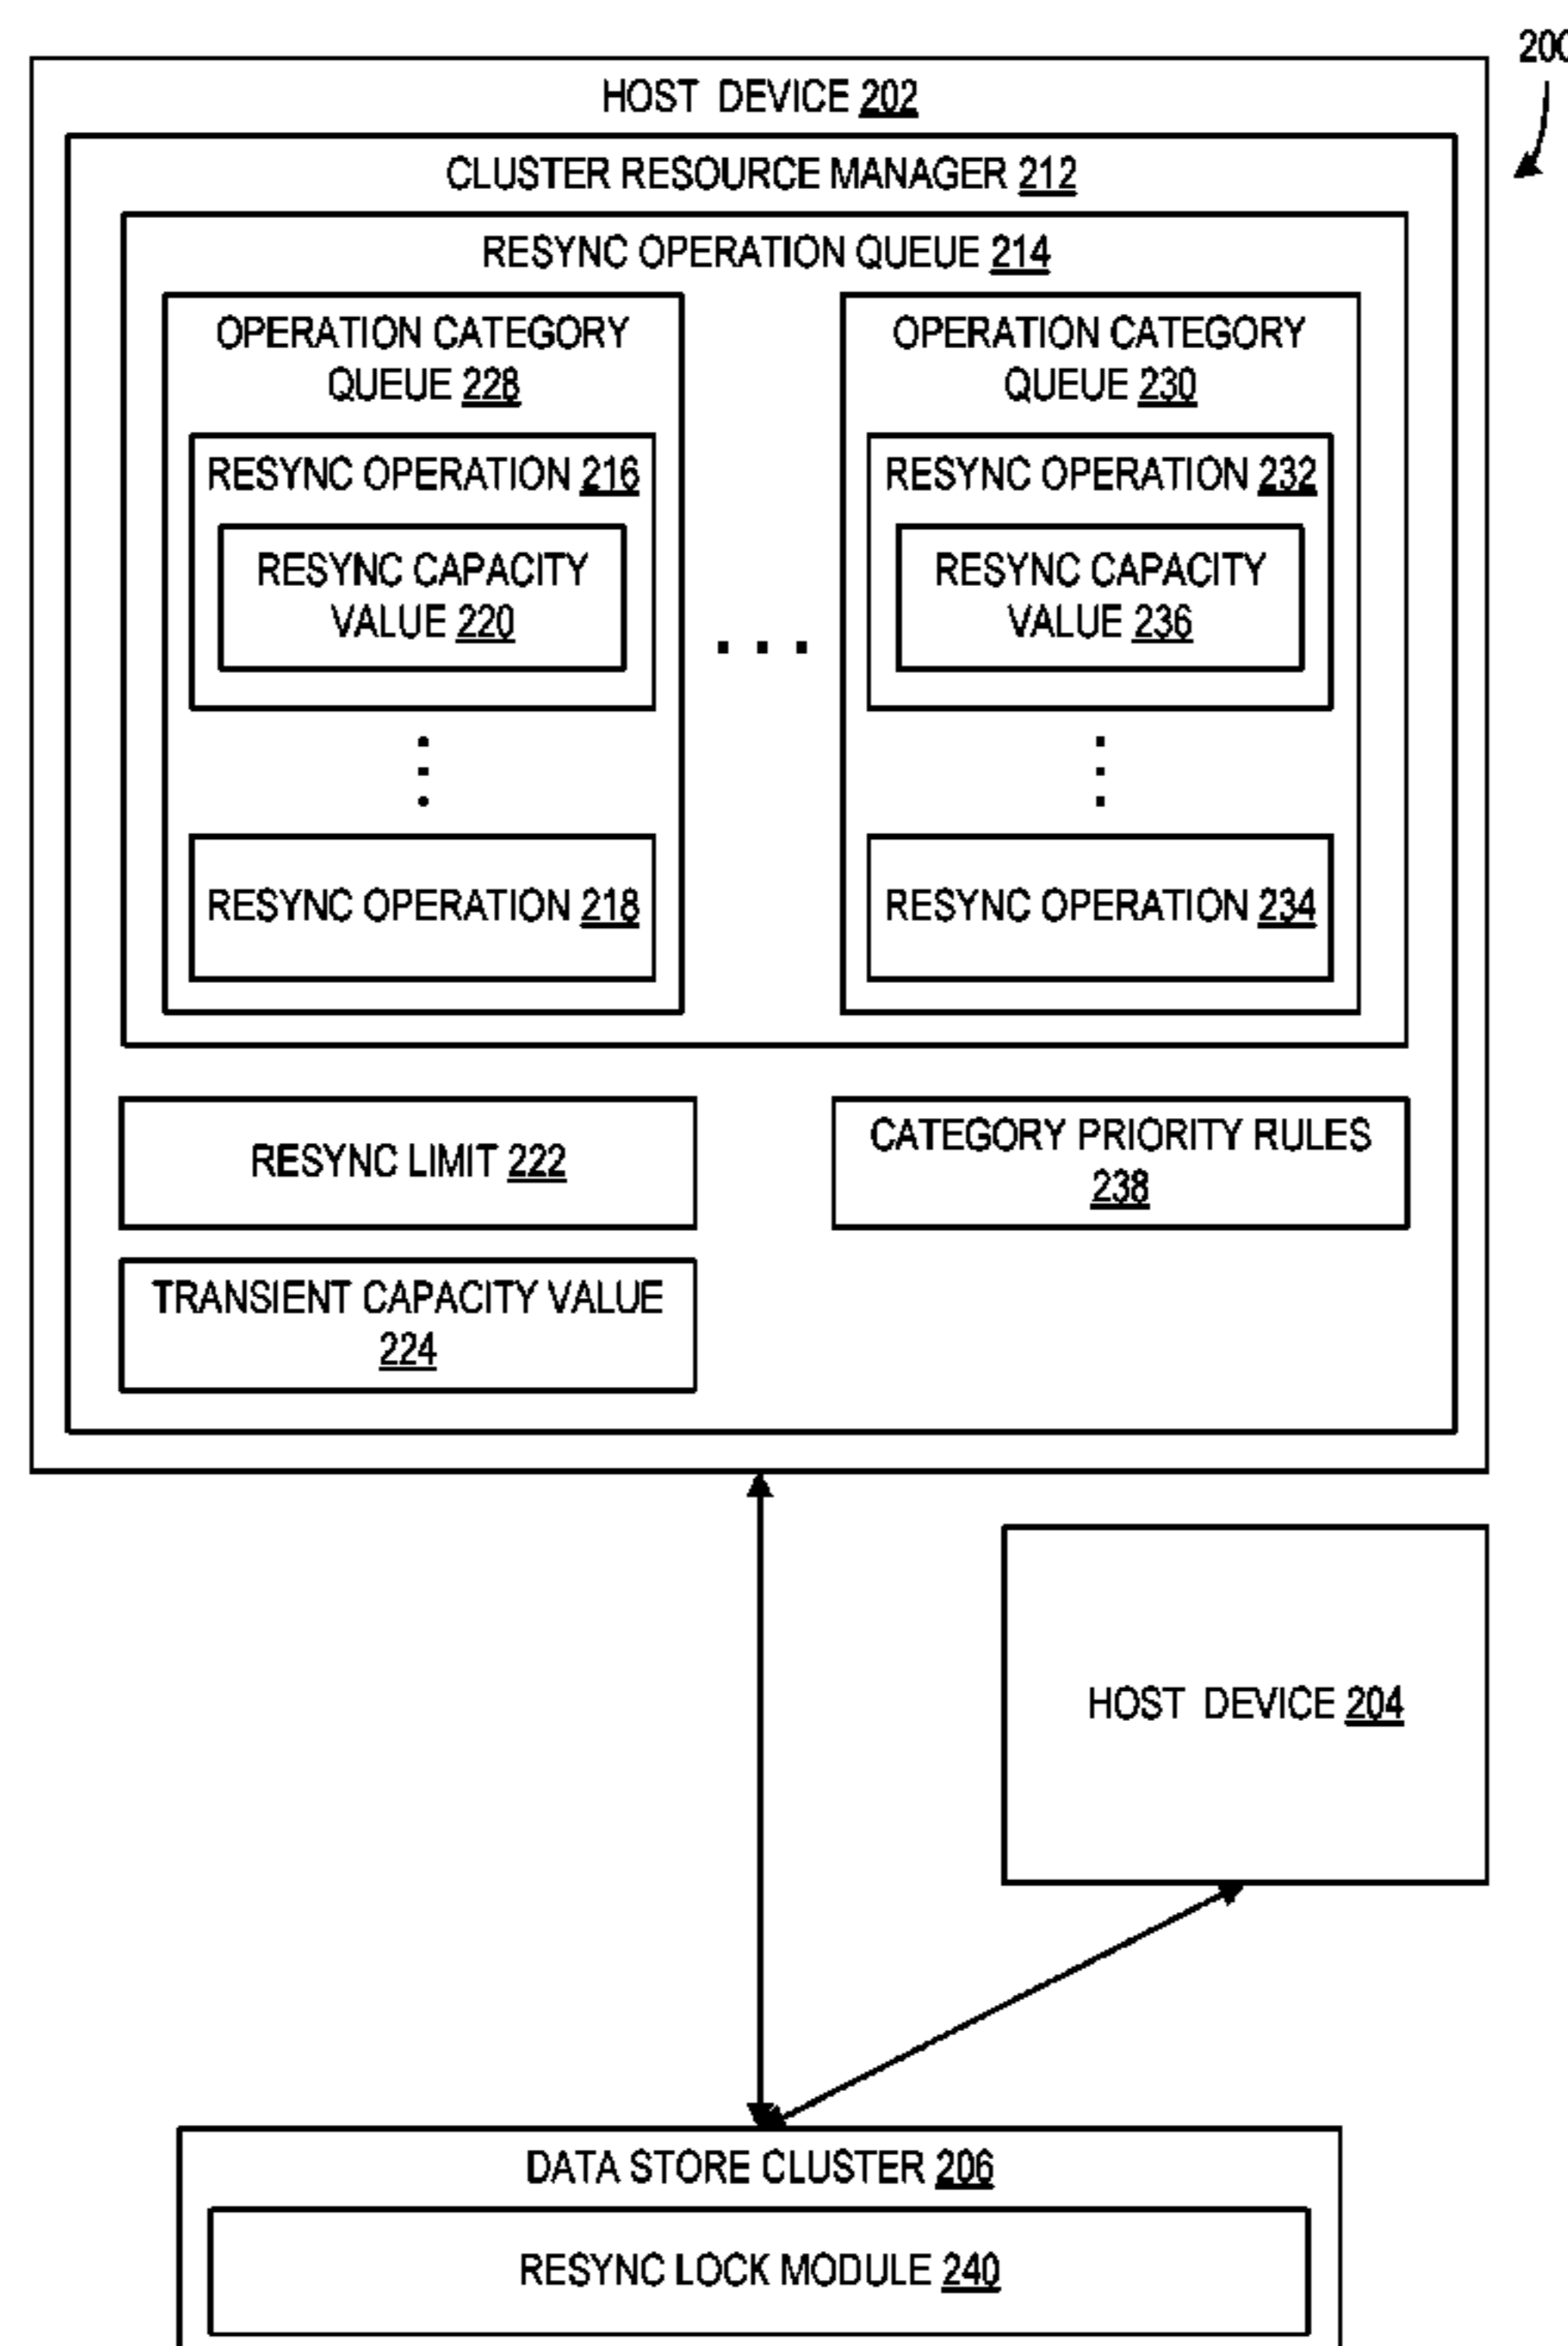 200
HOST DEVICE 202
CLUSTER RESOURCE MANAGER 212
RESYNC OPERATION QUEUE 214
OPERATION CATEGORY
QUEUE 228
RESYNC OPERATION 216
RESYNC CAPACITY
VALUE 220
RESYNC OPERATION 218
OPERATION CATEGORY
QUEUE 230
RESYNC OPERATION 232
RESYNC CAPACITY
VALUE 236
RESYNC OPERATION 234
RESYNC LIMIT 222
CATEGORY PRIORITY RULES
238
TRANSIENT CAPACITY VALUE
224
HOST DEVICE 204
DATA STORE CLUSTER 206
RESYNC LOCK MODULE 240